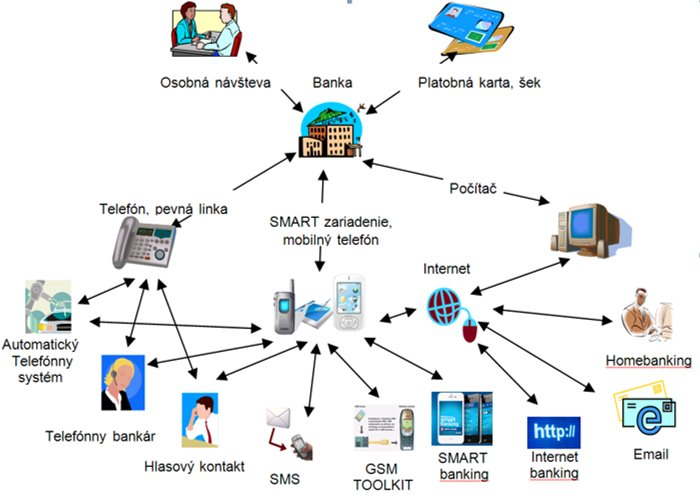 Osobná návšteva
Banka
Platobná karta, šek
Počítač
Telefón, pevná linka
SMART zariadenie,
mobilný telefón
Internet
Automatický
Telefónny
systém
Homebanking
Telefónny bankár
Hlasový kontakt
SMS
GSM
TOOLKIT
SMART
banking
http://
Internet
banking
Email